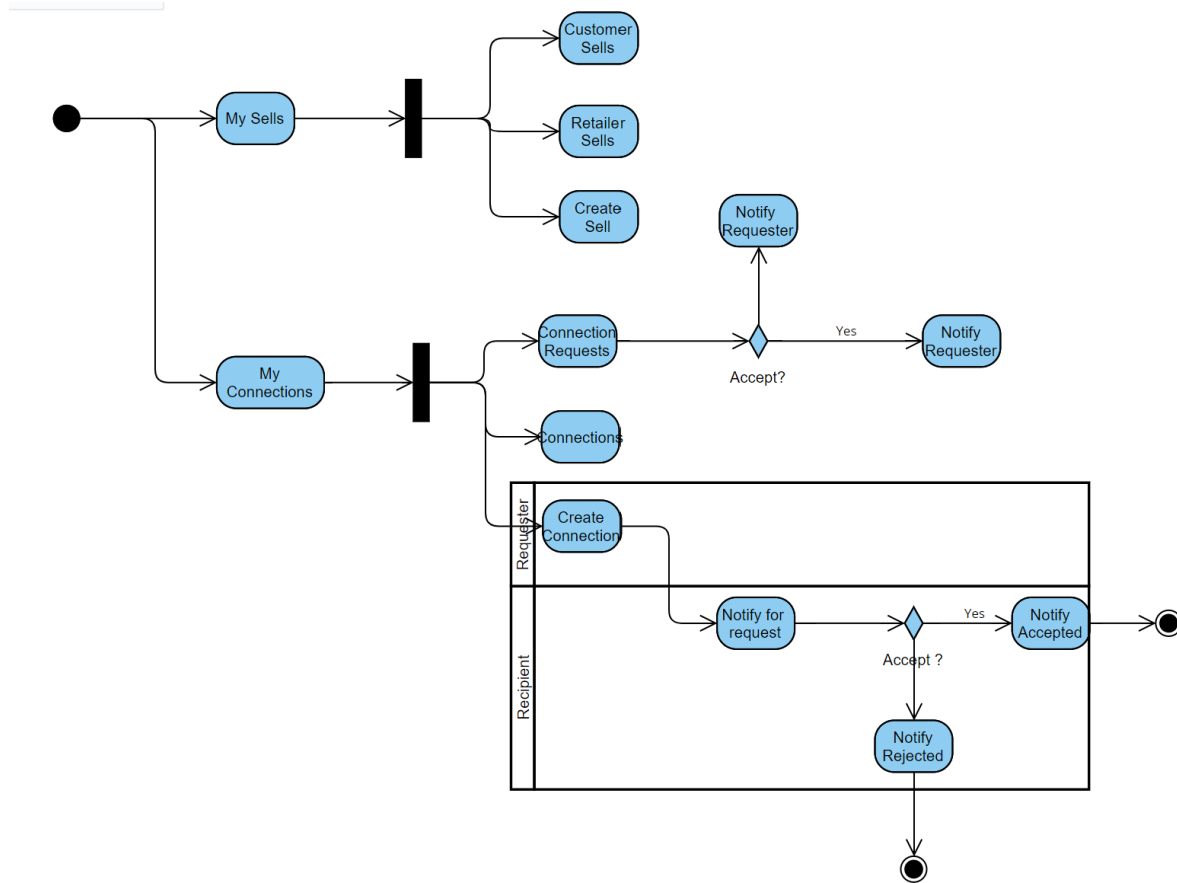 Customer
Sells
My Sells
Retailer
Sells
Create
Sell
Notify
Requester
Connection
Requests
Yes
Notify
Requester
Accept?
My
Connections
Connections
Requester
Create
Connection
Recipient
Notify for
request
Yes
Notify
Accepted
Accept ?
Notify
Rejected